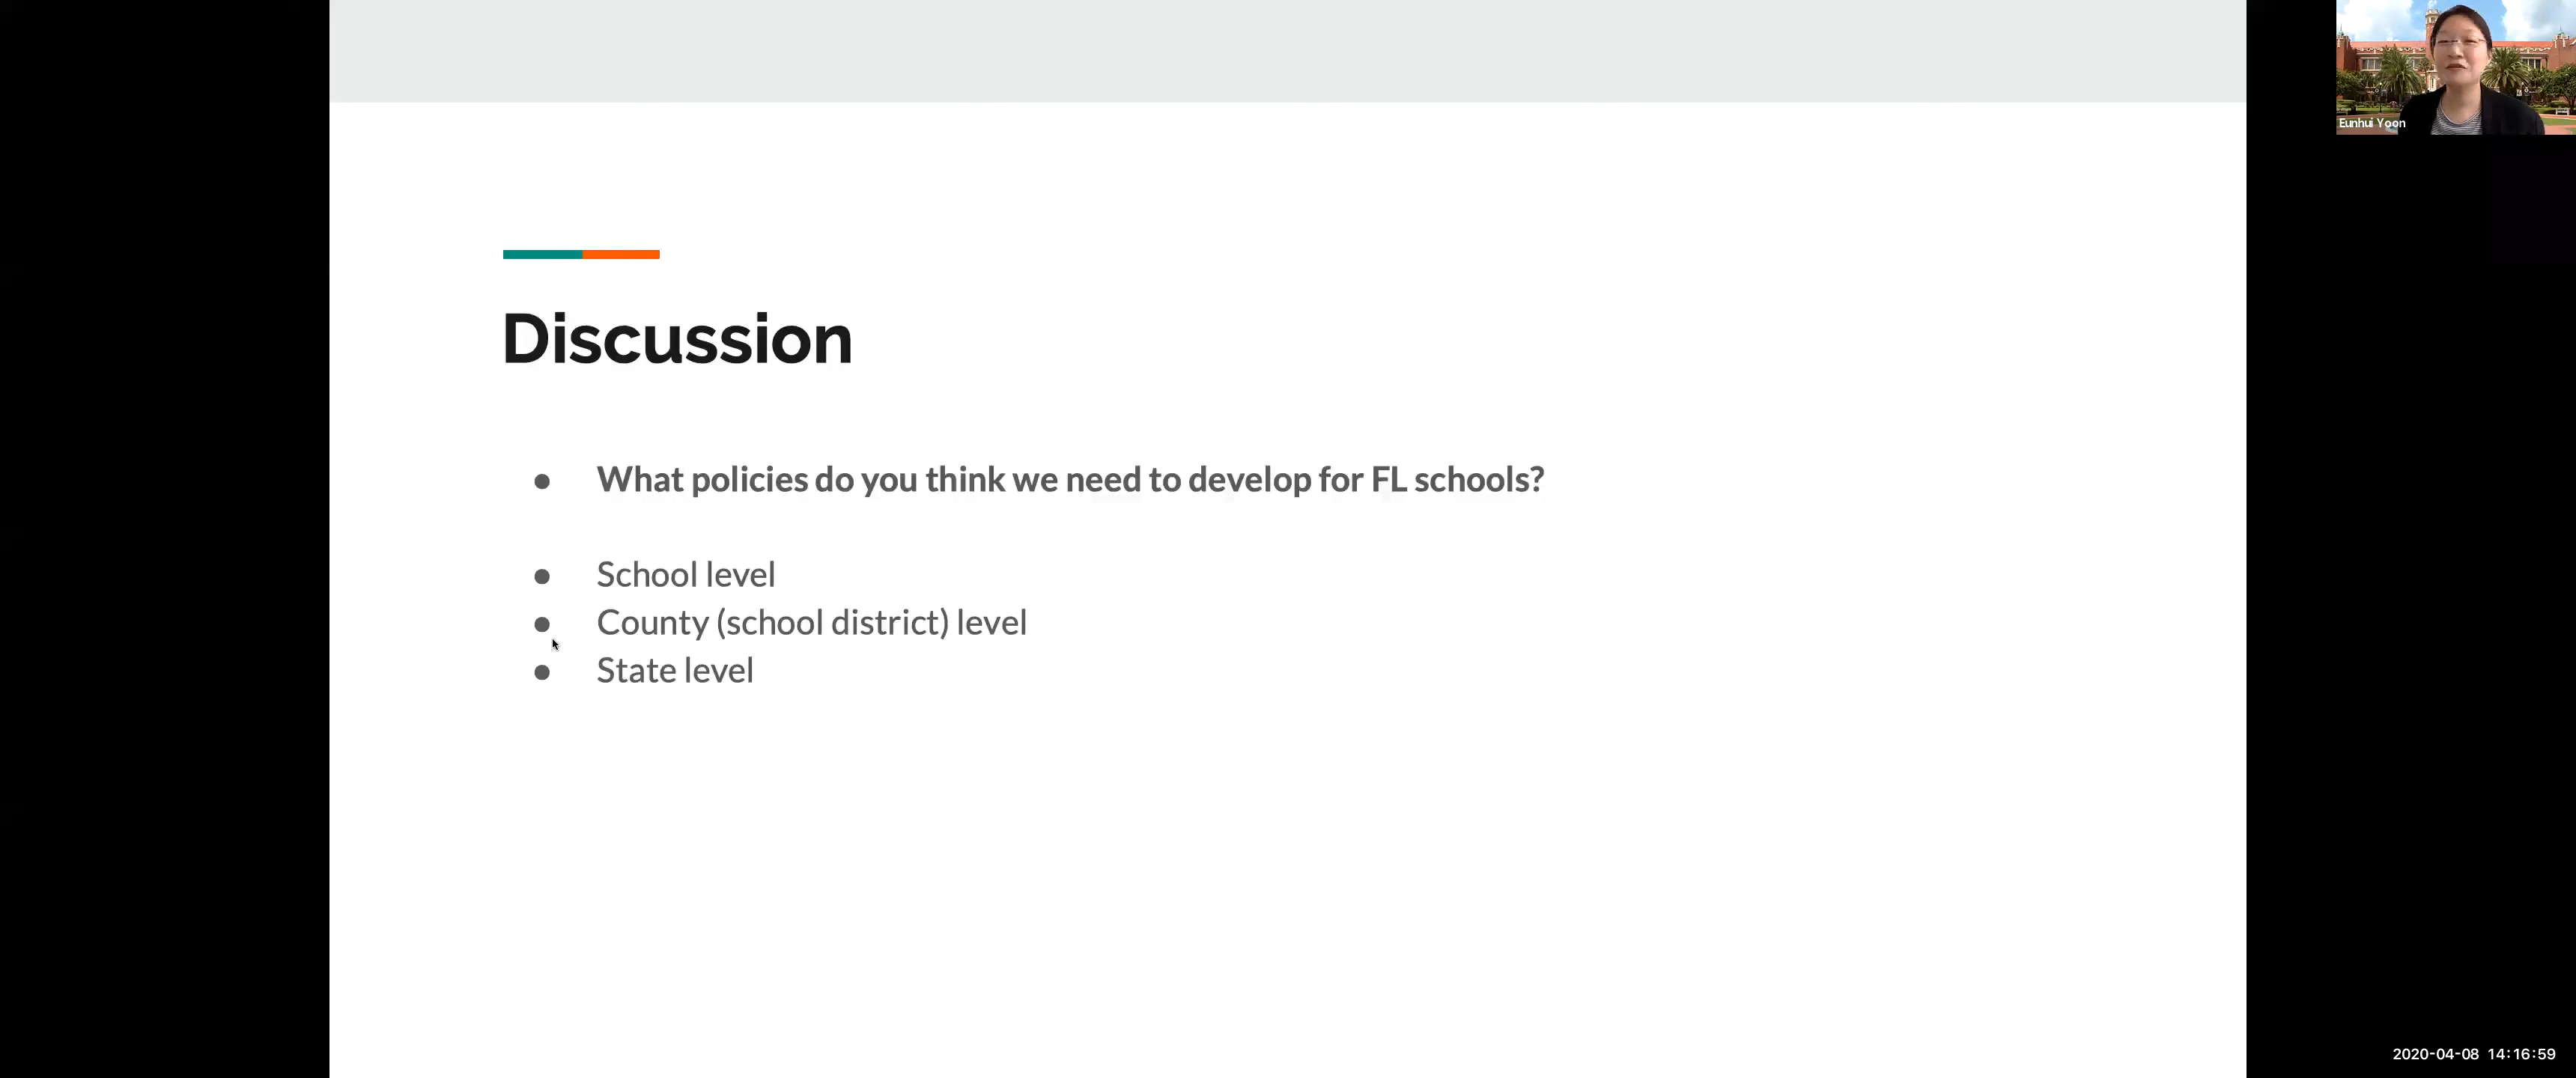 Eunhui Yoon
Discussion
● What policies do you think we need to develop for FL schools?
● School level
● County (school district) level
● State level
2020-04-08 14:16:59